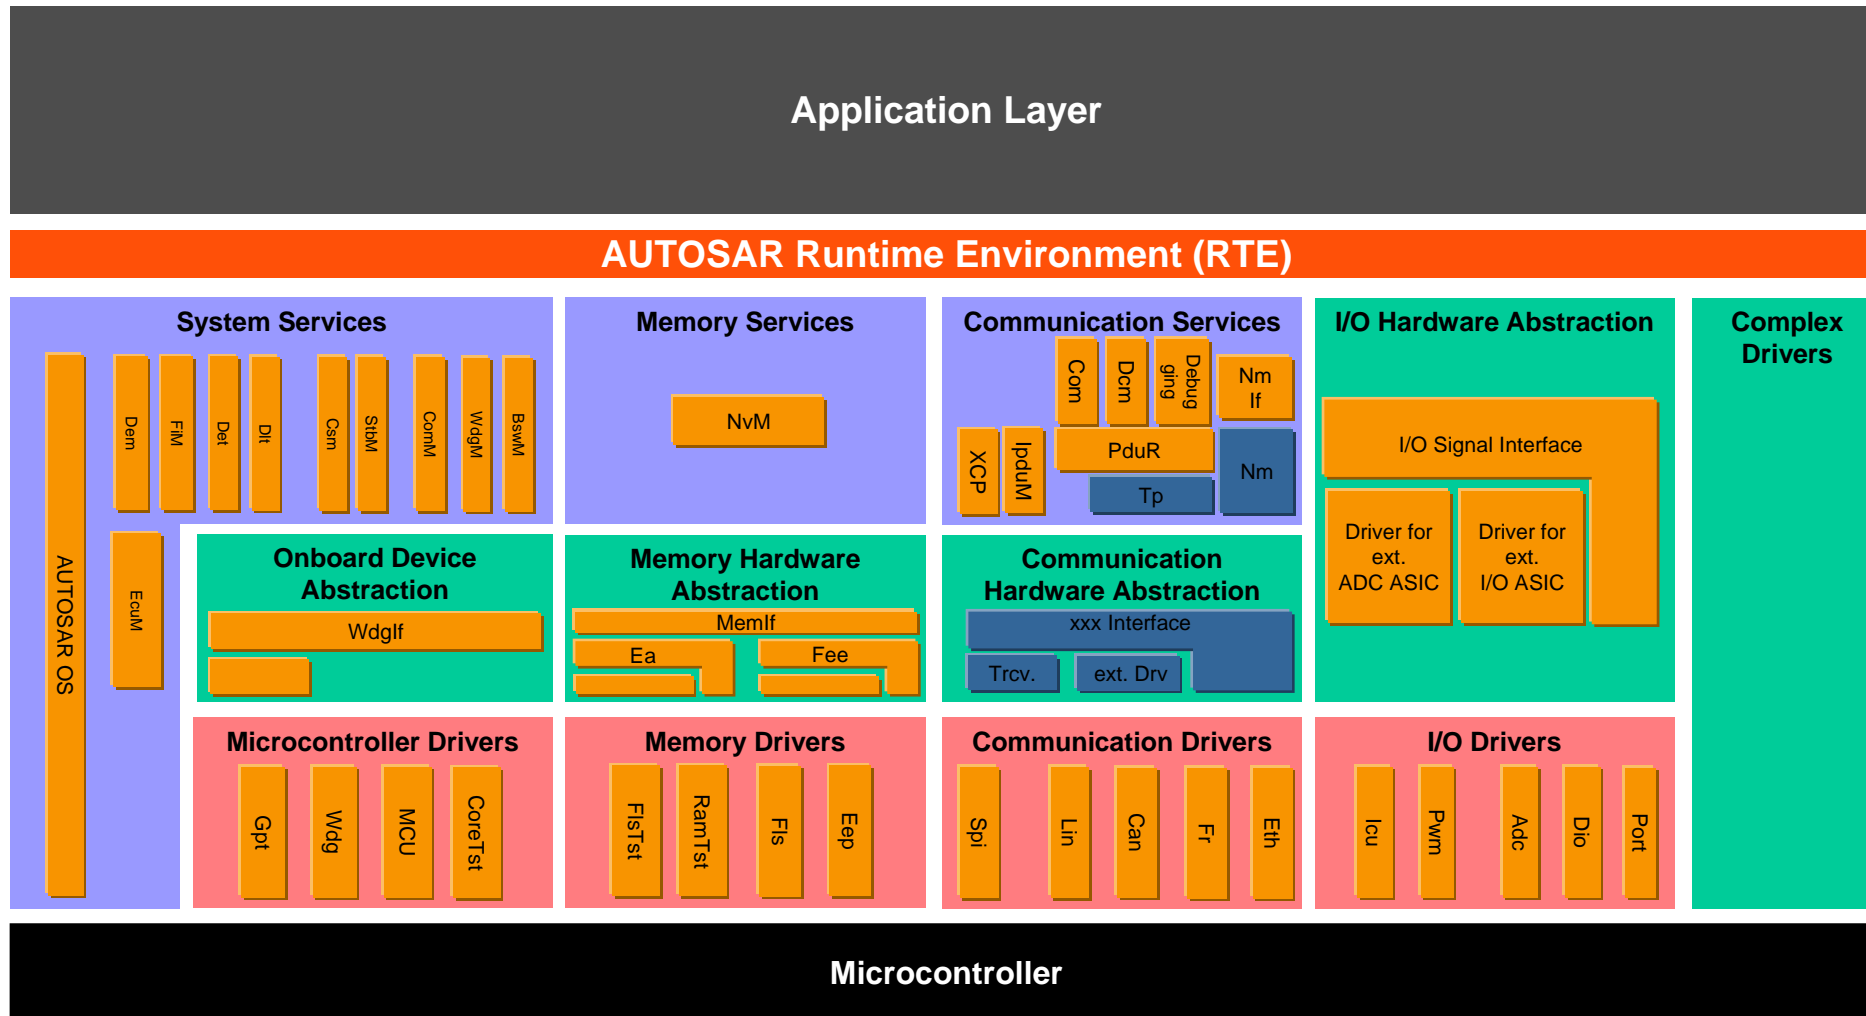 Application Layer
AUTOSAR Runtime Environment (RTE)
System Services
AUTOSAR OS
Dem
FiM
Det
Dlt
Csm
StbM
ComM
WdgM
BswM
EcuM
Memory Services
NvM
Communication Services
XCP
IpduM
Com
Dcm
Debug
ging
Nm
If
PduR
Tp
Nm
I/O Hardware Abstraction
I/O Signal Interface
Driver for
ext.
ADC ASIC
Driver for
ext.
I/O ASIC
Complex
Drivers
Onboard Device
Abstraction
WdgIf
Memory Hardware
Abstraction
MemIf
Ea
Fee
Communication
Hardware Abstraction
xxx Interface
Trcv.
ext. Drv
Microcontroller Drivers
Gpt
Wdg
MCU
CoreTst
Memory Drivers
FlsTst
RamTst
Fls
Eep
Communication Drivers
Spi
Lin
Can
Fr
Eth
I/O Drivers
Icu
Pwm
Adc
Dio
Port
Microcontroller